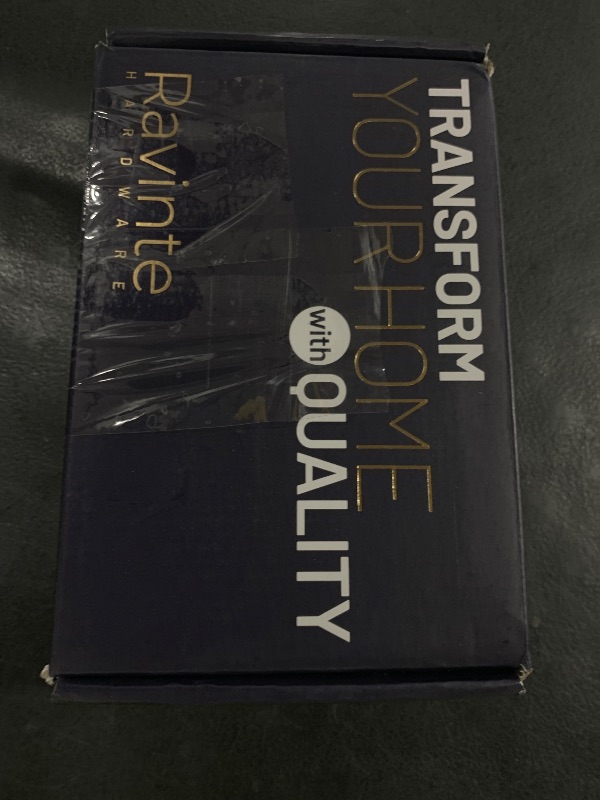 TRANSFORM
YOUR HOME
with QUALITY
Ravinte
HARDWARE